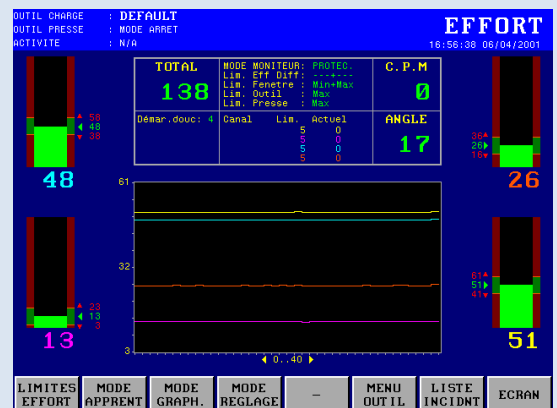 OUTIL CHARGE : DEFAULT
OUTIL PRESSE : MODE ARRET
ACTIVITE : N/A
EFFORT
16:56:38 06/04/2001
TOTAL
138
MODE MONITEUR: PROTEC.
Lim. Eff Diff: ---+---
Lim. Fenetre : Min+Max
Lim. Outil : Max
Lim. Presse : Max
C.P.M
0
Démar.douc: 4
Canal Lim. Actuel
5 0
5 0
5 0
5 0
ANGLE
17
58
48
38
48
36
26
16
26
23
13
3
13
61
51
41
51
61
32
3
0..40
LIMITES EFFORT
MODE APPRENT
MODE GRAPH.
MODE REGLAGE
–
MENU OUTIL
LISTE INCIDNT
ECRAN